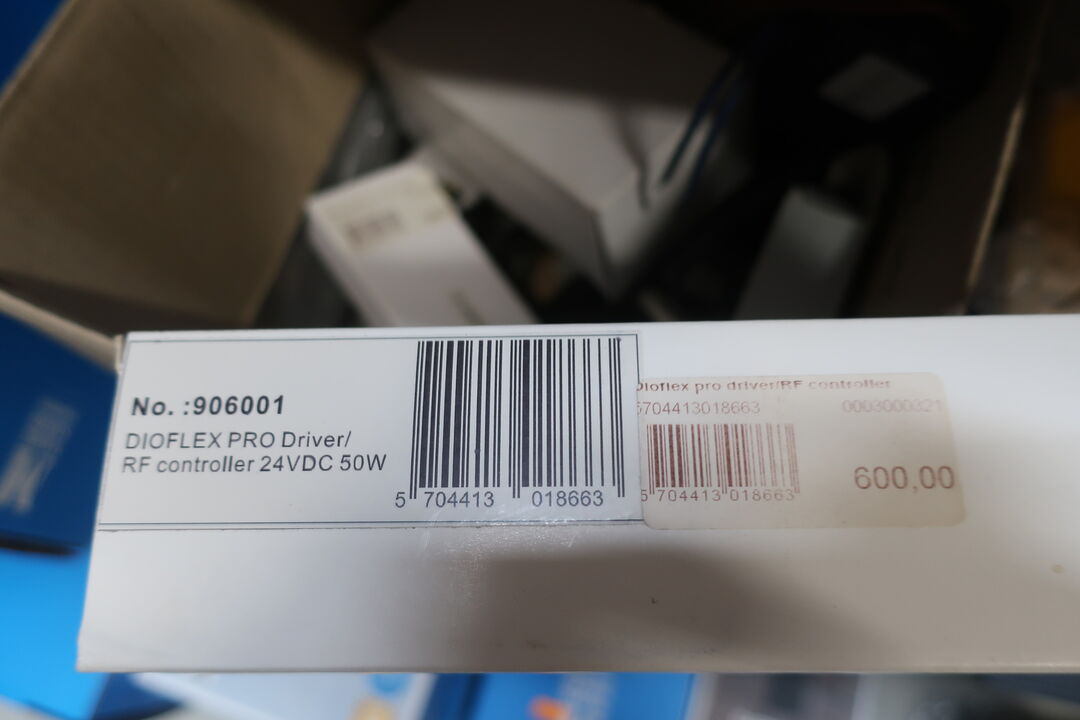 No. :906001
DIOFLEX PRO Driver/
RF controller 24VDC 50W
5 704413 018663
Dioflex pro driver/RF controller
5704413018663 0003000321
5 704413 018663
600,00